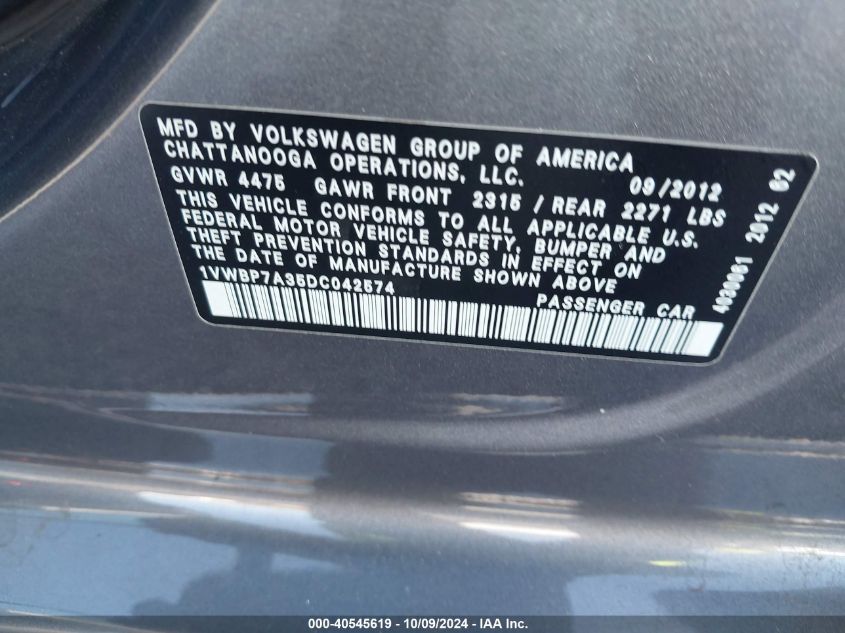 MFD BY VOLKSWAGEN GROUP OF AMERICA
CHATTANOOGA OPERATIONS, LLC. 09/2012
GVWR 4475 GAWR FRONT 2315 / REAR 2271 LBS
THIS VEHICLE CONFORMS TO ALL APPLICABLE U.S.
FEDERAL MOTOR VEHICLE SAFETY, BUMPER AND
THEFT PREVENTION STANDARDS IN EFFECT ON
THE DATE OF MANUFACTURE SHOWN ABOVE
1VWBP7A35DC042574 PASSENGER CAR
4030061 2012 62
000-40545619 - 10/09/2024 - IAA Inc.